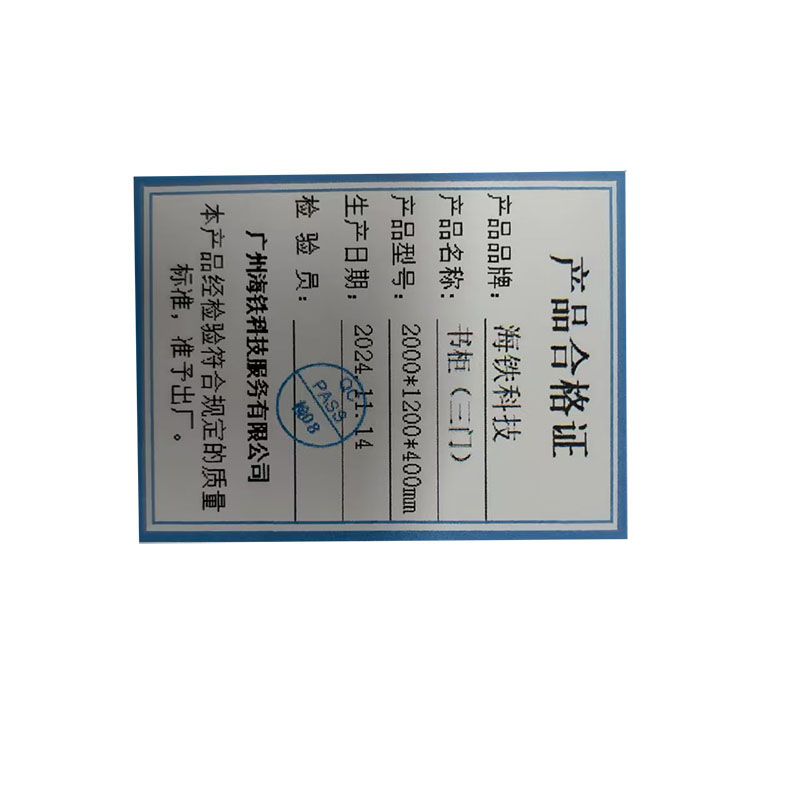 产品合格证
产品品牌：海铁科技
产品名称：书柜（三门）
产品型号：2000*1200*400mm
生产日期：2024.11.14
检 验 员：
QC
PASS
广州海铁科技服务有限公司
本产品经检验符合规定的质量
标准，准予出厂。